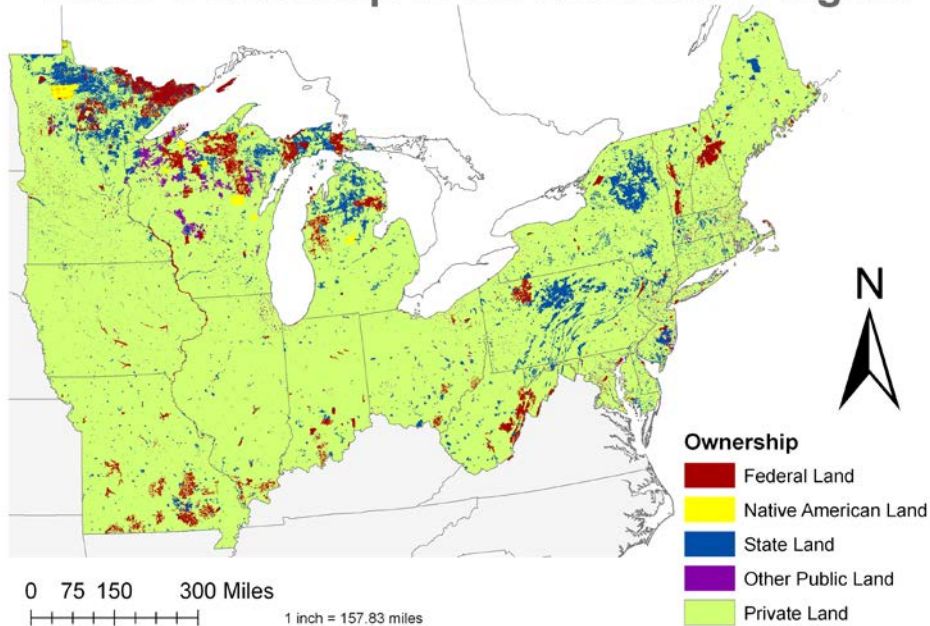 N
Ownership
Federal Land
Native American Land
State Land
Other Public Land
Private Land
0 75 150 300 Miles
1 inch = 157.83 miles